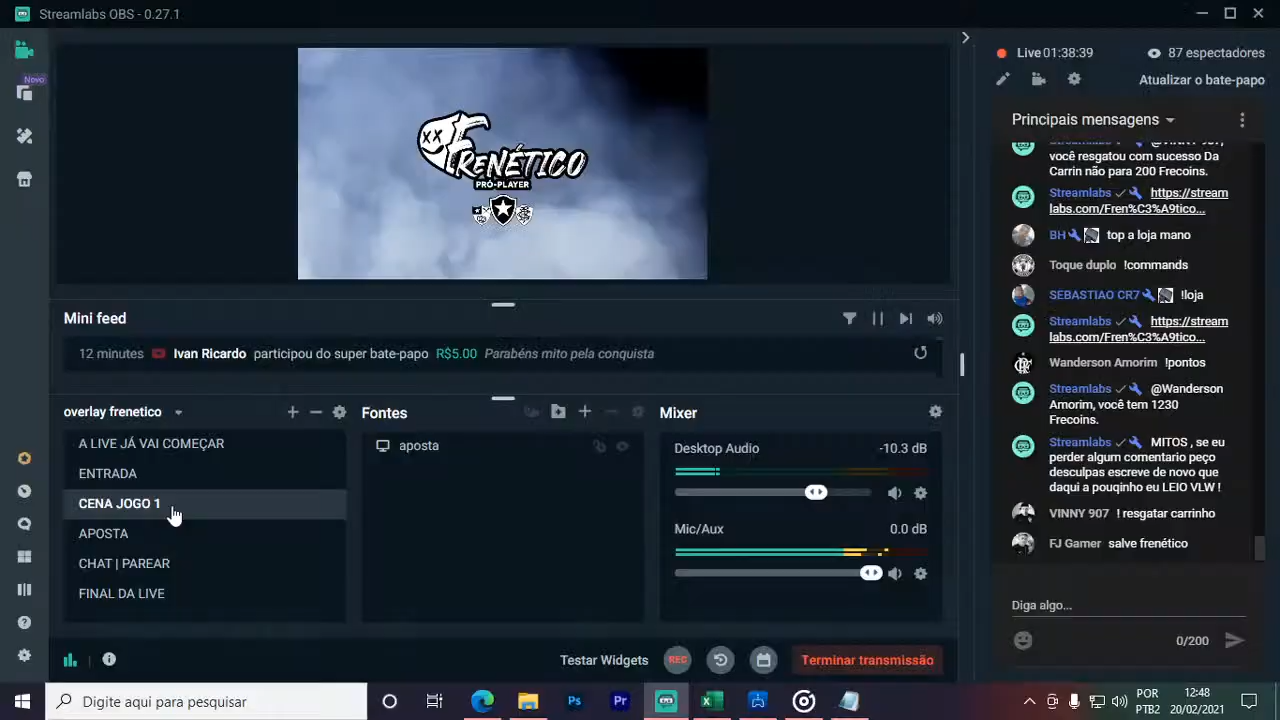 Streamlabs OBS - 0.27.1
Novo
FRENÉTICO
PRÓ-PLAYER
Mini feed
12 minutes Ivan Ricardo participou do super bate-papo R$5.00 Parabéns mito pela conquista
overlay frenetico
A LIVE JÁ VAI COMEÇAR
ENTRADA
CENA JOGO 1
APOSTA
CHAT | PAREAR
FINAL DA LIVE
Fontes
aposta
Mixer
Desktop Audio -10.3 dB
Mic/Aux 0.0 dB
Testar Widgets REC Terminar transmissão
Live 01:38:39 87 espectadores
Atualizar o bate-papo
Principais mensagens
você resgatou com sucesso Da
Carrin não para 200 Frecoins.
Streamlabs https://stream
labs.com/Fren%C3%A9tico...
BH top a loja mano
Toque duplo !commands
SEBASTIAO CR7 !loja
Streamlabs https://stream
labs.com/Fren%C3%A9tico...
Wanderson Amorim !pontos
Streamlabs @Wanderson
Amorim, você tem 1230
Frecoins.
Streamlabs MITOS , se eu
perder algum comentario peço
desculpas escreve de novo que
daqui a pouqinho eu LEIO VLW !
VINNY 907 ! resgatar carrinho
FJ Gamer salve frenético
Diga algo...
0/200
Digite aqui para pesquisar
Ps
Pr
POR
PTB2
12:48
20/02/2021